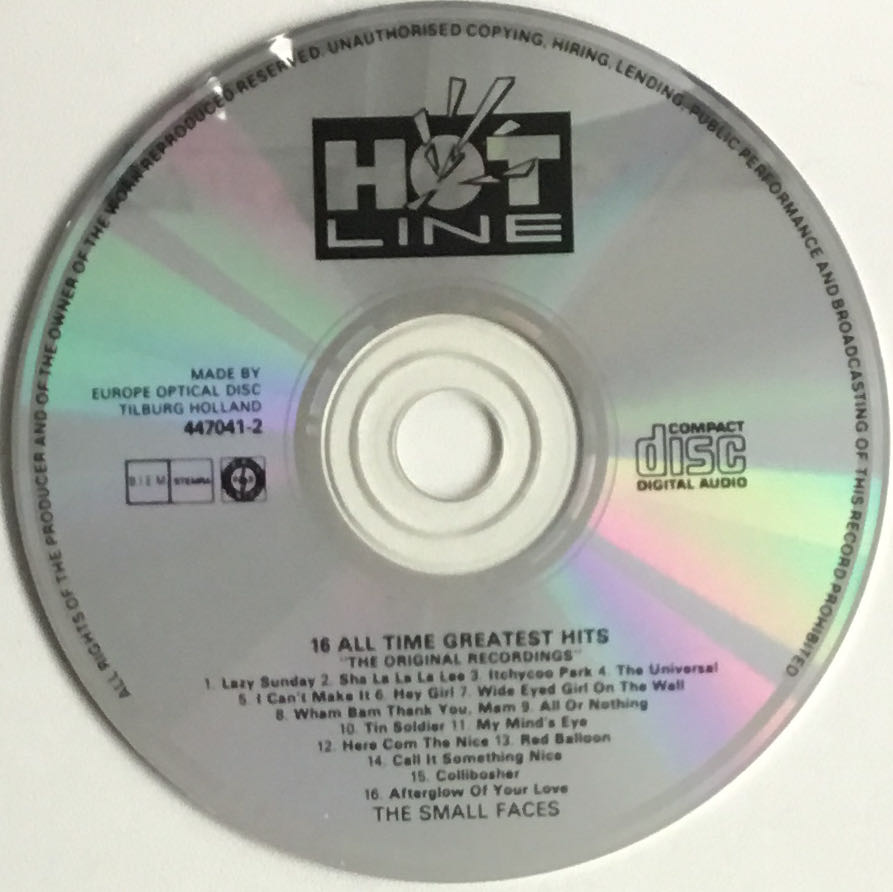 ALL RIGHTS OF THE PRODUCER AND OF THE OWNER OF THE WORK REPRODUCED RESERVED. UNAUTHORISED COPYING, HIRING, LENDING, PUBLIC PERFORMANCE AND BROADCASTING OF THIS RECORD PROHIBITED
HOT
LINE
MADE BY
EUROPE OPTICAL DISC
TILBURG HOLLAND
447041-2
BIEM STEMRA
COMPACT
disc
DIGITAL AUDIO
16 ALL TIME GREATEST HITS
"THE ORIGINAL RECORDINGS"
1. Lazy Sunday 2. Sha La La La Lee 3. Itchycoo Park 4. The Universal
5. I Can't Make It 6. Hey Girl 7. Wide Eyed Girl On The Wall
8. Wham Bam Thank You, Mam 9. All Or Nothing
10. Tin Soldier 11. My Mind's Eye
12. Here Com The Nice 13. Red Balloon
14. Call It Something Nice
15. Collibosher
16. Afterglow Of Your Love
THE SMALL FACES